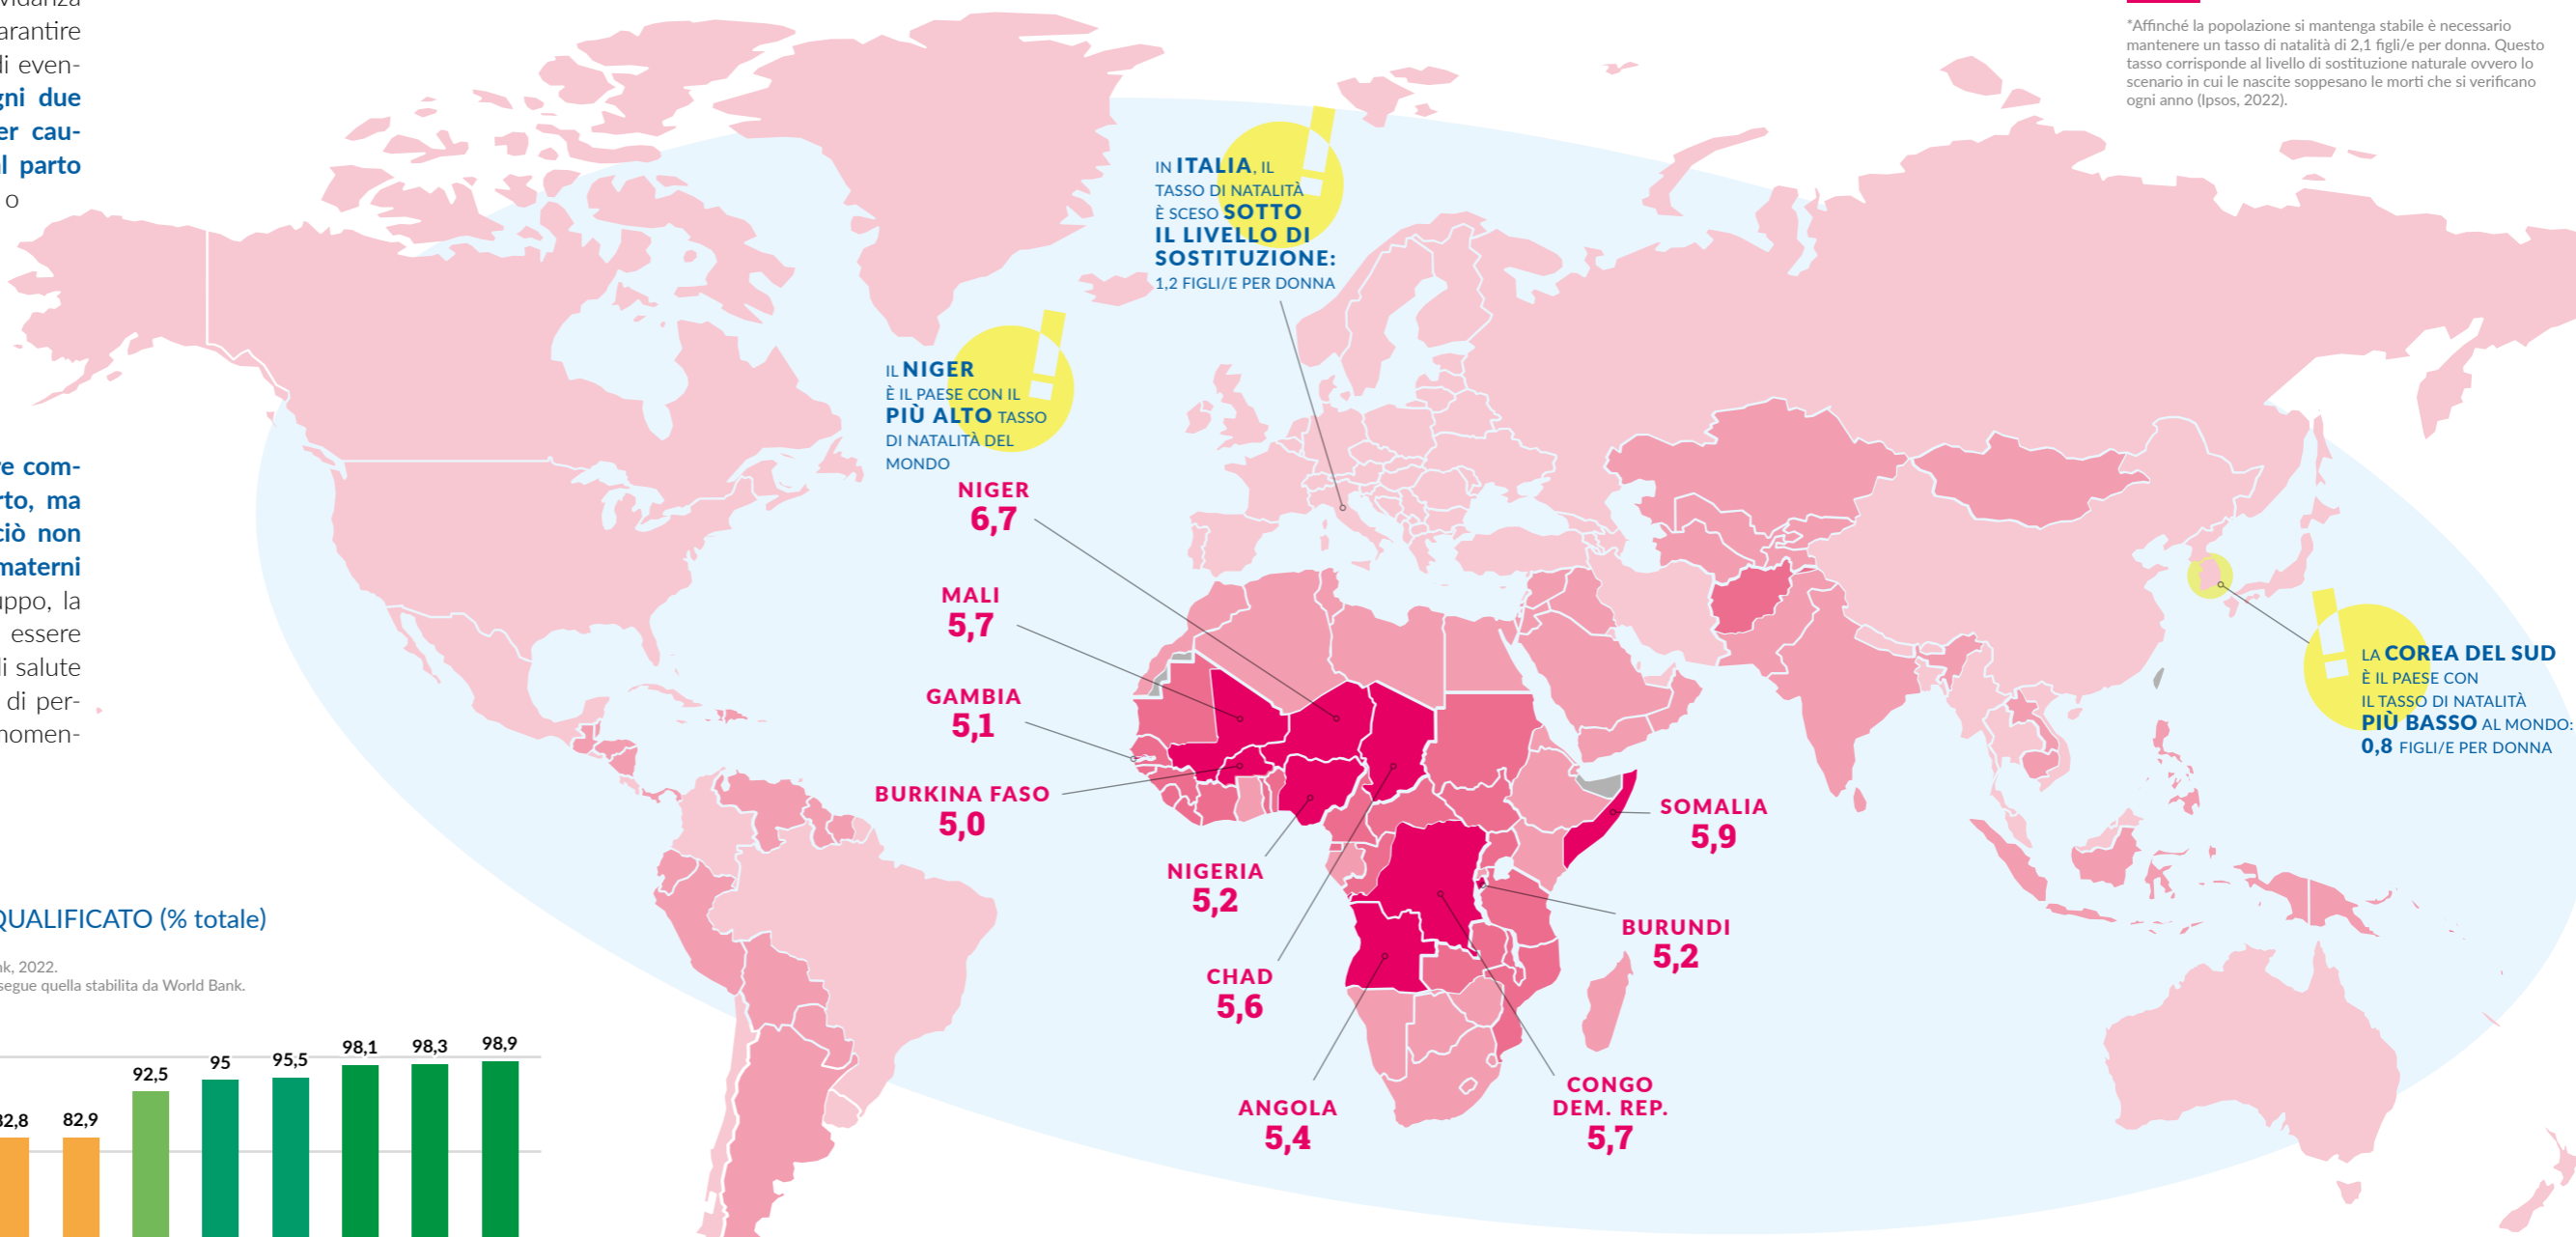 arantire
di even-
gni due
er cau-
al parto
o
re com-
rto, ma
ciò non
materni
uppo, la
essere
di salute
di per-
momen-
QUALIFICATO (% totale)
nk, 2022.
segue quella stabilita da World Bank.
82,8
82,9
92,5
95
95,5
98,1
98,3
98,9
*Affinché la popolazione si mantenga stabile è necessario
mantenere un tasso di natalità di 2,1 figli/e per donna. Questo
tasso corrisponde al livello di sostituzione naturale ovvero lo
scenario in cui le nascite soppesano le morti che si verificano
ogni anno (Ipsos, 2022).
IN ITALIA, IL
TASSO DI NATALITÀ
È SCESO SOTTO
IL LIVELLO DI
SOSTITUZIONE:
1,2 FIGLI/E PER DONNA
IL NIGER
È IL PAESE CON IL
PIÙ ALTO TASSO
DI NATALITÀ DEL
MONDO
NIGER
6,7
MALI
5,7
GAMBIA
5,1
BURKINA FASO
5,0
NIGERIA
5,2
CHAD
5,6
ANGOLA
5,4
CONGO
DEM. REP.
5,7
BURUNDI
5,2
SOMALIA
5,9
LA COREA DEL SUD
È IL PAESE CON
IL TASSO DI NATALITÀ
PIÙ BASSO AL MONDO:
0,8 FIGLI/E PER DONNA